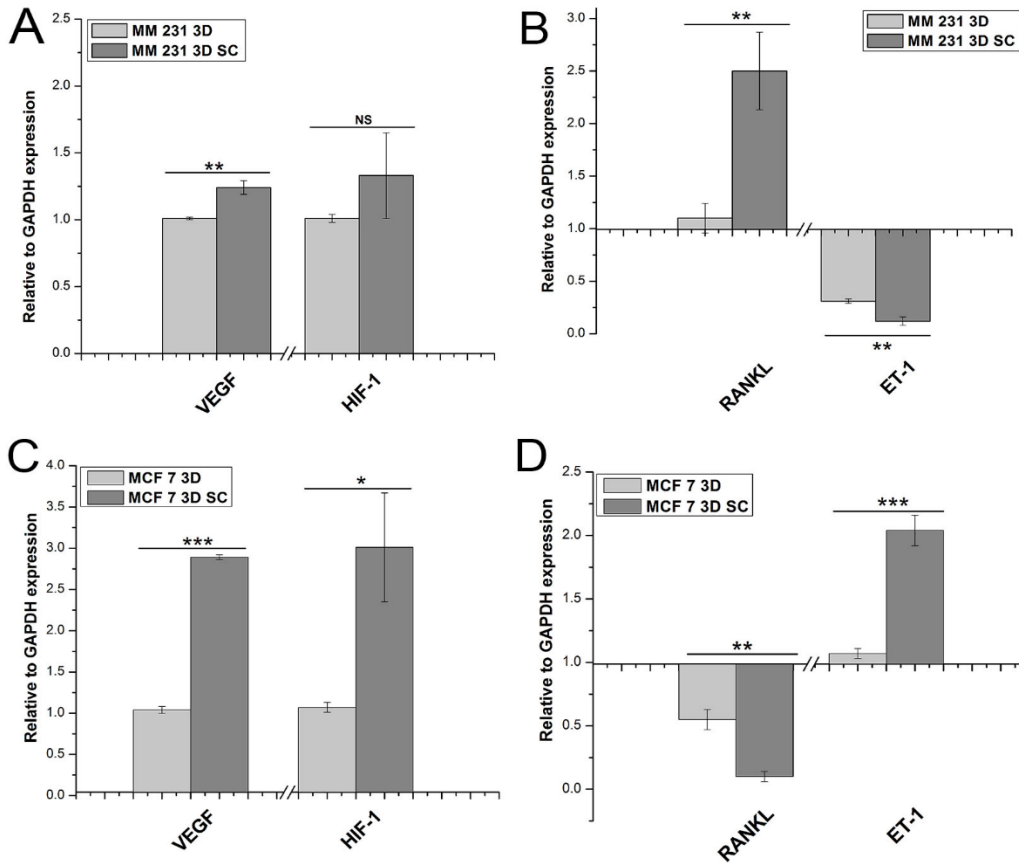 A
MM 231 3D
MM 231 3D SC
Relative to GAPDH expression
2.5
2.0
1.5
1.0
0.5
0.0
**
NS
VEGF
HIF-1
B
MM 231 3D
MM 231 3D SC
Relative to GAPDH expression
3.0
2.5
2.0
1.5
1.0
0.5
0.0
**
**
RANKL
ET-1
C
MCF 7 3D
MCF 7 3D SC
Relative to GAPDH expression
4.0
3.5
3.0
2.5
2.0
1.5
1.0
0.5
0.0
***
*
VEGF
HIF-1
D
MCF 7 3D
MCF 7 3D SC
Relative to GAPDH expression
2.5
2.0
1.5
1.0
0.5
0.0
**
***
RANKL
ET-1